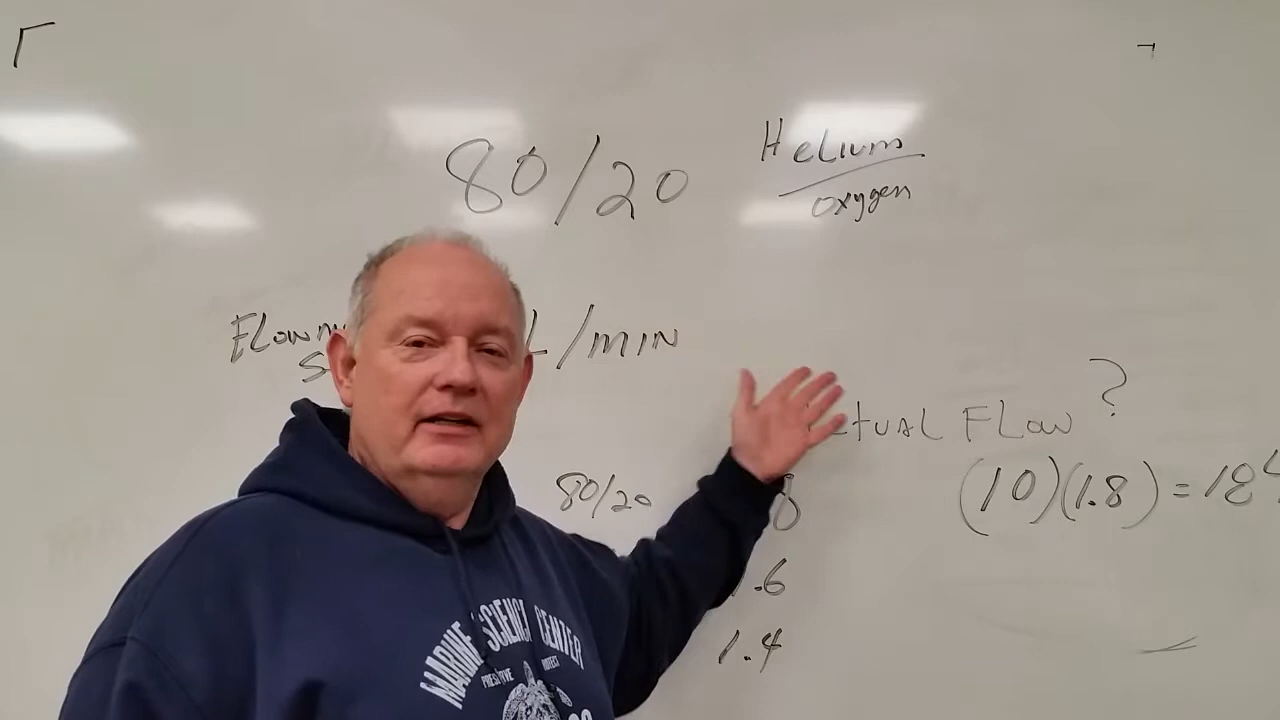 80/20 Helium
oxygen
L/min
Actual Flow ?
80/20
(10)(1.8) = 18
1.6
1.4
MARINE SCIENCE CENTER